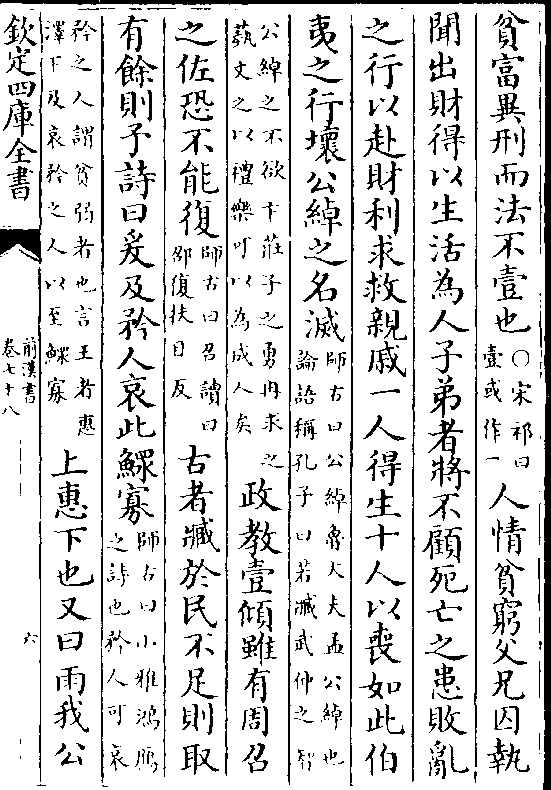 貧富異刑而法不壹也○宋祁曰壹或作一人情貧窮父兄囚執
聞出財得以生活為人子弟者將不顧死亡之患敗亂
之行以赴財利求救親戚一人得生十人以喪如此伯
夷之行壞公綽之名滅師古曰公綽魯大夫孟公綽也論語稱孔子曰若臧武仲之智
公綽之不欲卞莊子之勇冉求之藝文之以禮樂可以為成人矣政教壹傾雖有周召
之佐恐不能復師古曰召讀曰邵復扶目反古者臧於民不足則取
有餘則予詩曰爰及矜人哀此鰥寡師古曰小雅鴻鴈之詩也矜人可哀
矜之人謂貧弱者也言王者惠澤下及哀矜之人以至鰥寡上惠下也又曰雨我公
欽定四庫全書
前漢書
卷七十八
六